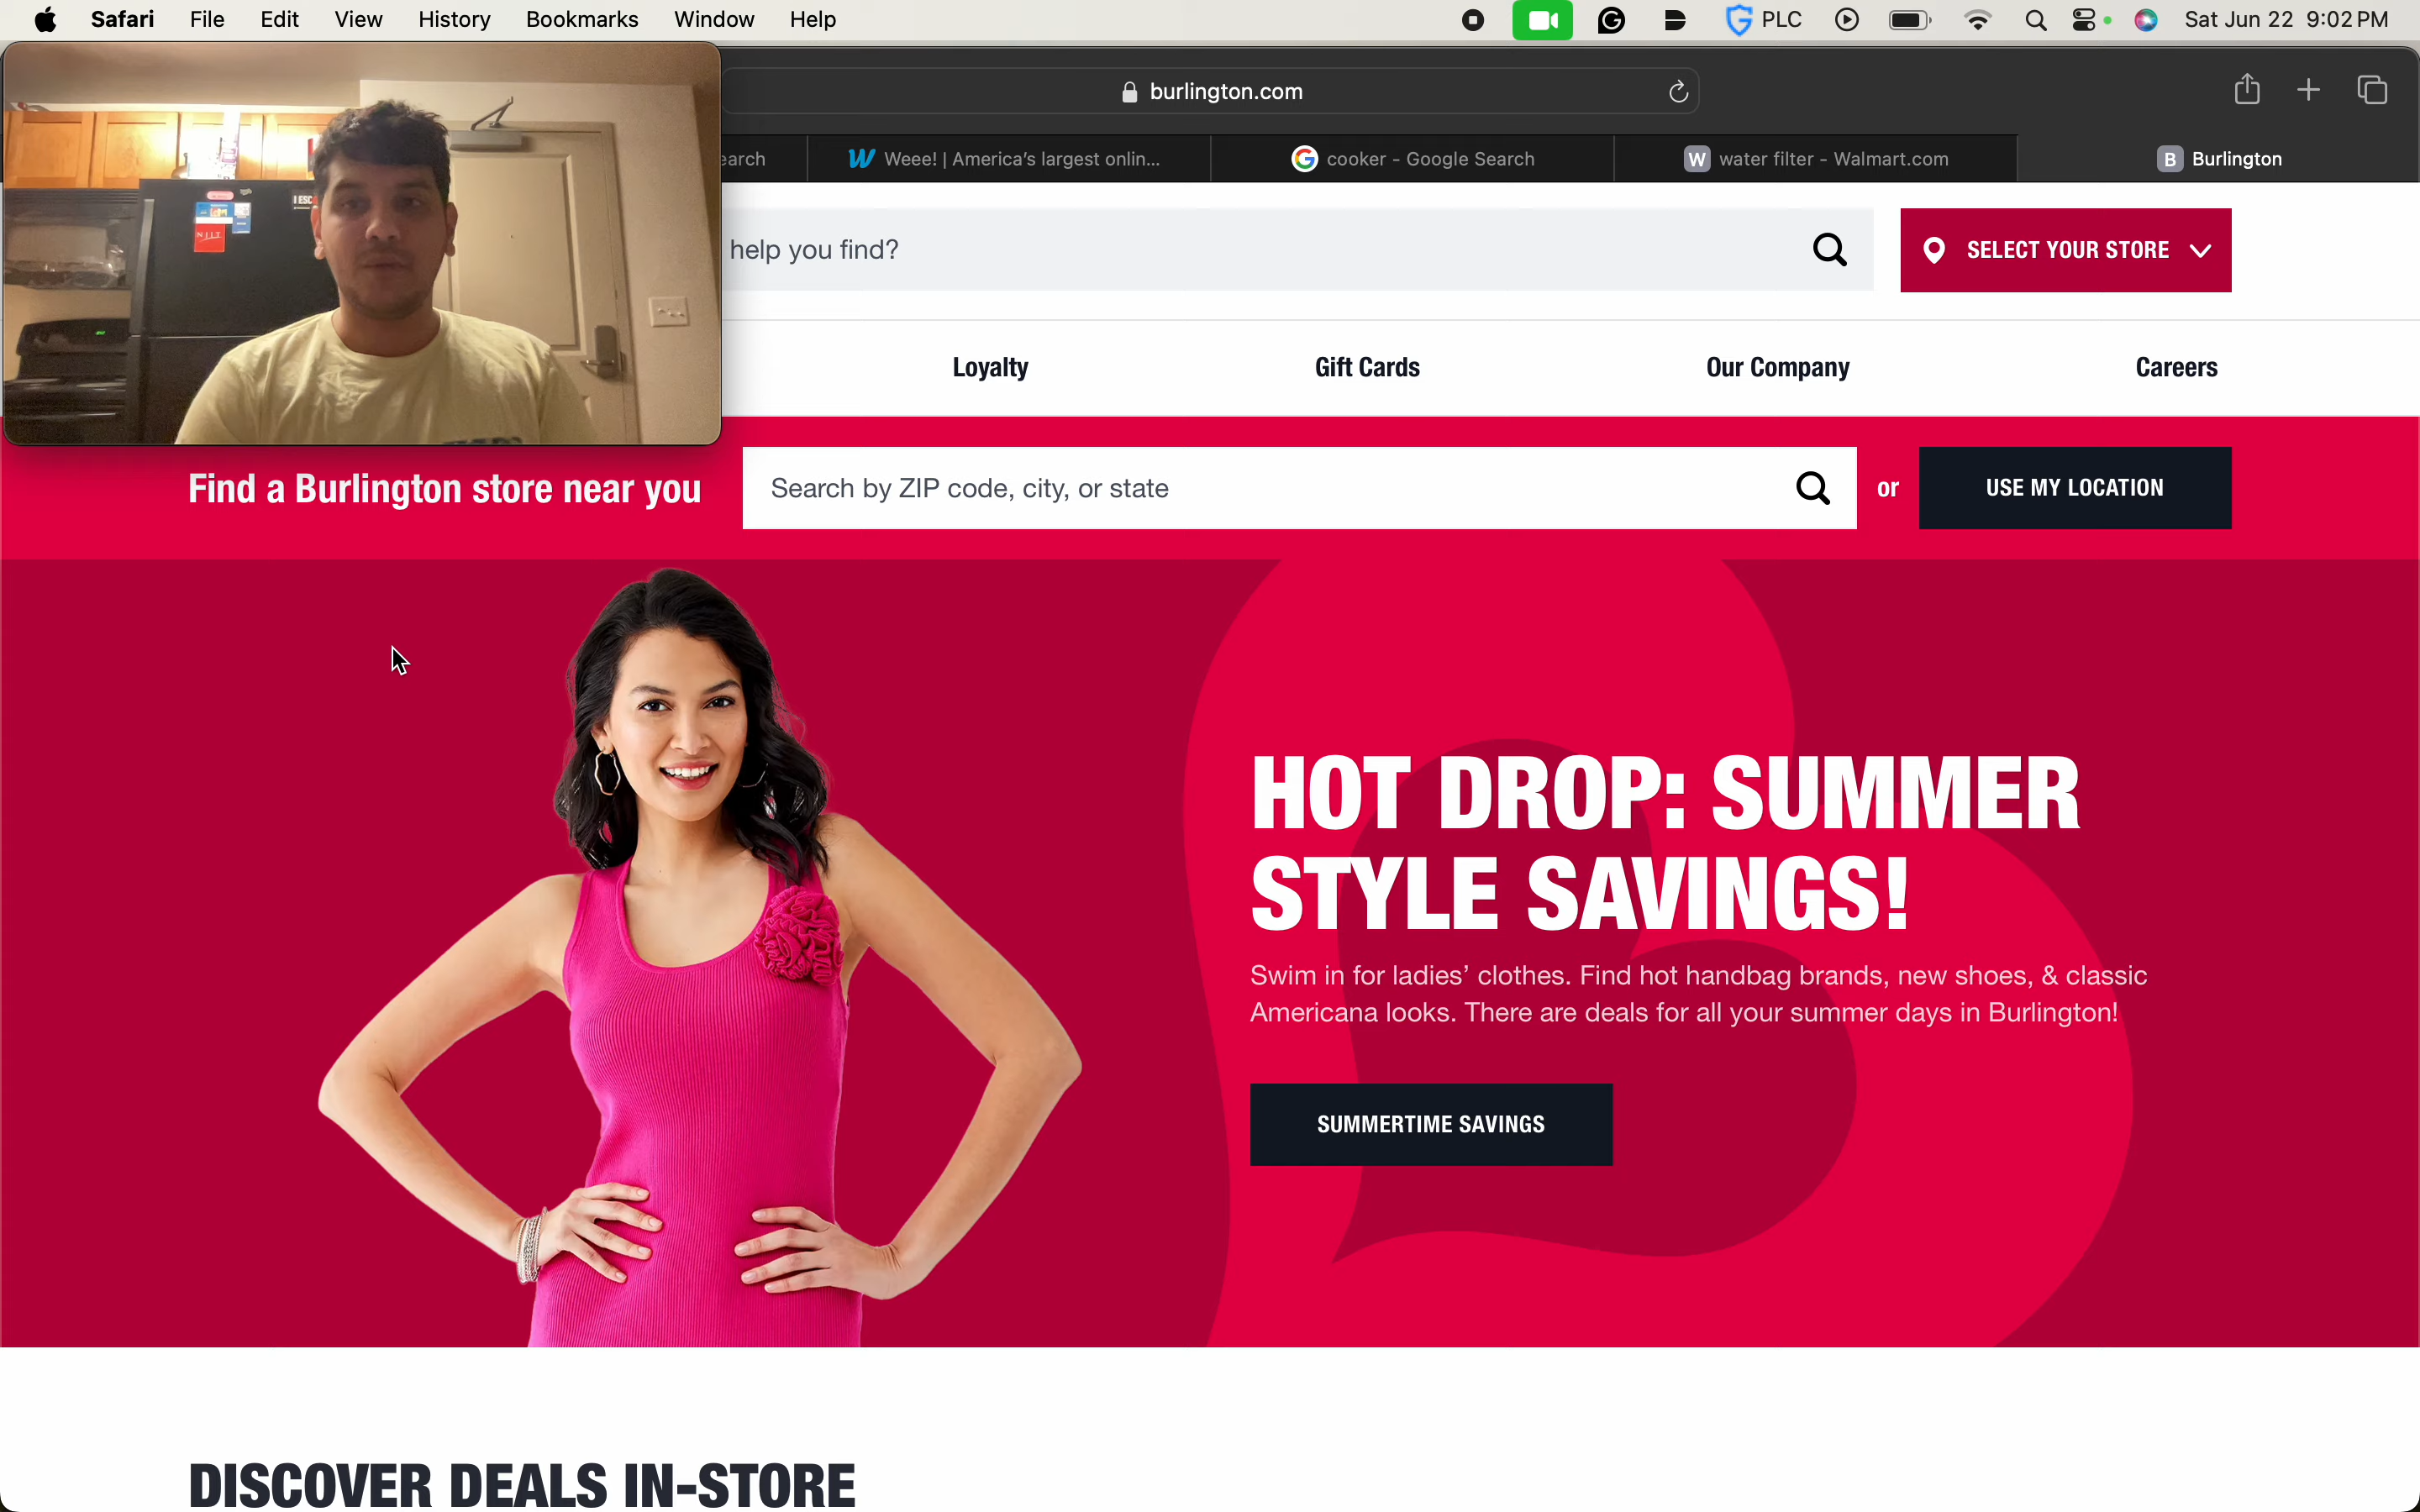 Safari File Edit View History Bookmarks Window Help PLC Sat Jun 22 9:02 PM
burlington.com
earch Weee! | America's largest onlin... cooker - Google Search W water filter - Walmart.com B Burlington
I ESC
NJIT
help you find?
SELECT YOUR STORE
Loyalty Gift Cards Our Company Careers
Find a Burlington store near you Search by ZIP code, city, or state or USE MY LOCATION
HOT DROP: SUMMER
STYLE SAVINGS!
Swim in for ladies' clothes. Find hot handbag brands, new shoes, & classic
Americana looks. There are deals for all your summer days in Burlington!
SUMMERTIME SAVINGS
DISCOVER DEALS IN-STORE